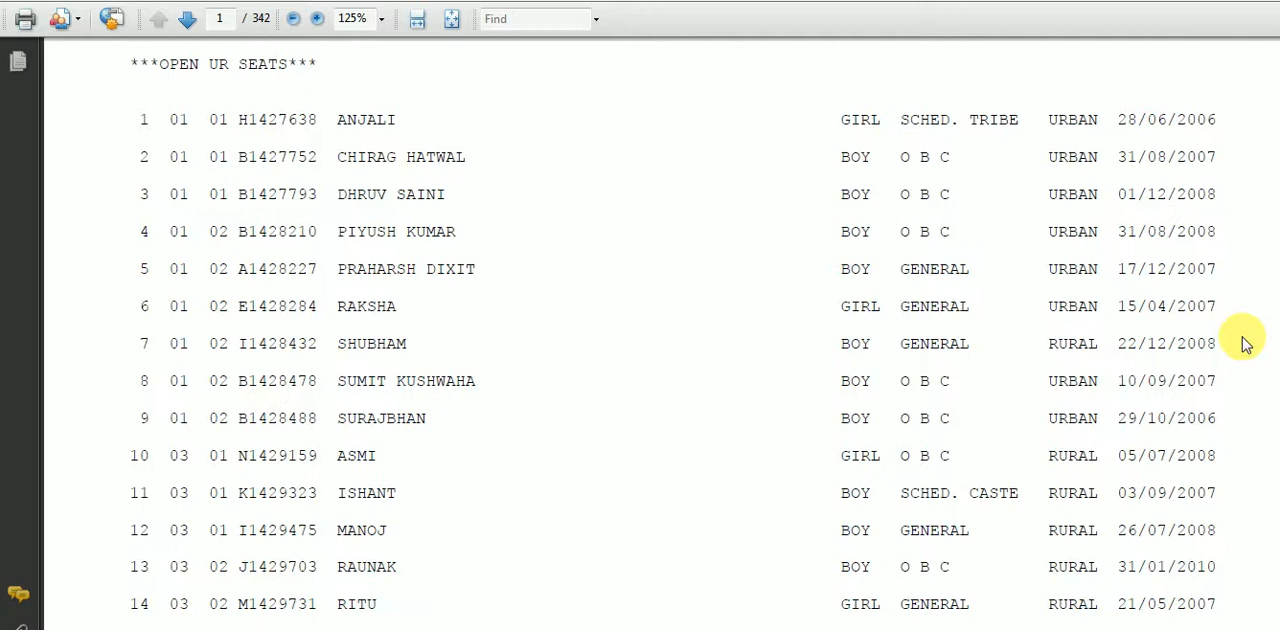 1 / 342 125% Find
***OPEN UR SEATS***
1 01 01 H1427638 ANJALI GIRL SCHED. TRIBE URBAN 28/06/2006
2 01 01 B1427752 CHIRAG HATWAL BOY O B C URBAN 31/08/2007
3 01 01 B1427793 DHRUV SAINI BOY O B C URBAN 01/12/2008
4 01 02 B1428210 PIYUSH KUMAR BOY O B C URBAN 31/08/2008
5 01 02 A1428227 PRAHARSH DIXIT BOY GENERAL URBAN 17/12/2007
6 01 02 E1428284 RAKSHA GIRL GENERAL URBAN 15/04/2007
7 01 02 I1428432 SHUBHAM BOY GENERAL RURAL 22/12/2008
8 01 02 B1428478 SUMIT KUSHWAHA BOY O B C URBAN 10/09/2007
9 01 02 B1428488 SURAJBHAN BOY O B C URBAN 29/10/2006
10 03 01 N1429159 ASMI GIRL O B C RURAL 05/07/2008
11 03 01 K1429323 ISHANT BOY SCHED. CASTE RURAL 03/09/2007
12 03 01 I1429475 MANOJ BOY GENERAL RURAL 26/07/2008
13 03 02 J1429703 RAUNAK BOY O B C RURAL 31/01/2010
14 03 02 M1429731 RITU GIRL GENERAL RURAL 21/05/2007